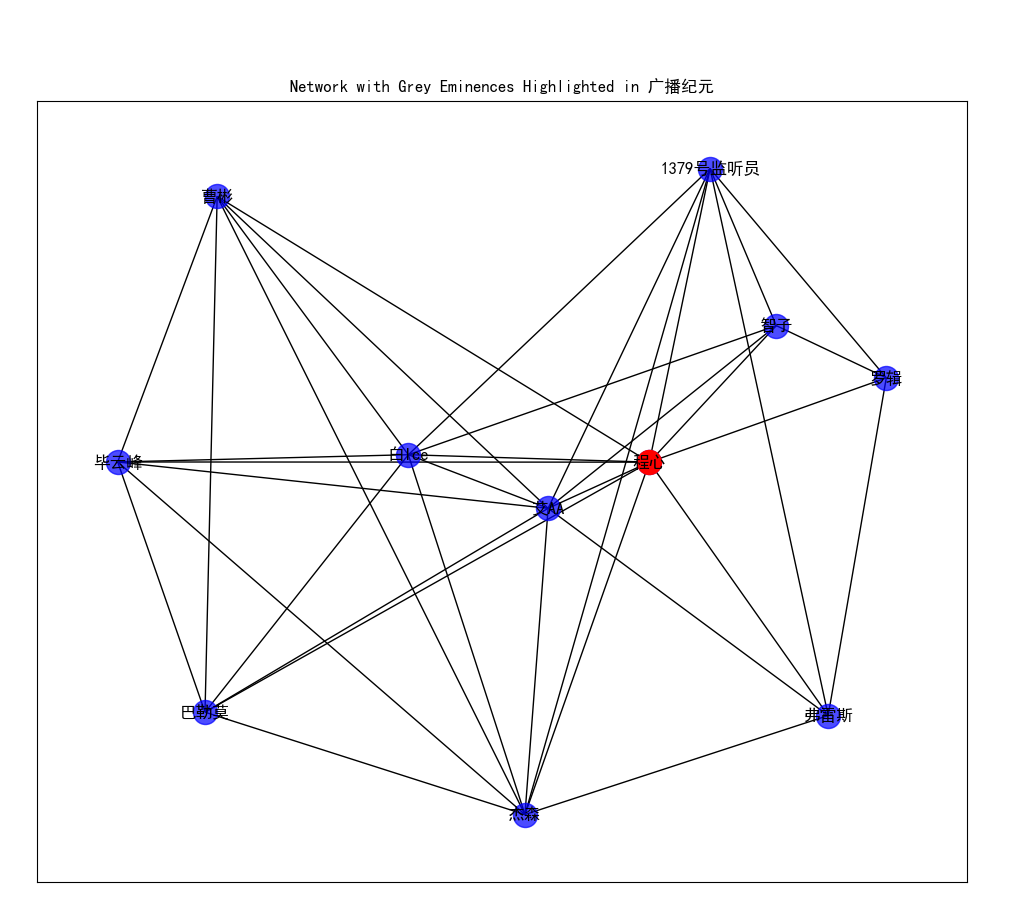 Network with Grey Eminences Highlighted in 广播纪元
1379号监听员
曹彬
智子
罗辑
白Ice
毕云峰
程心
艾AA
巴勒莫
弗雷斯
杰森